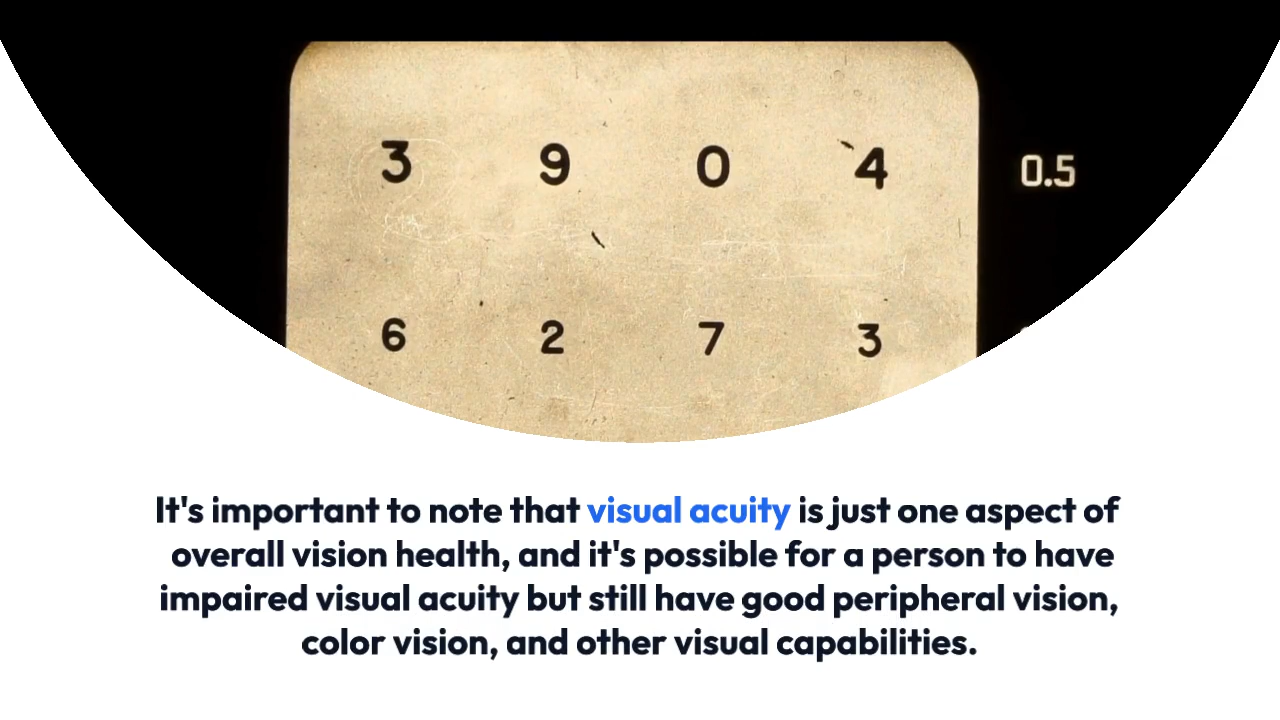 3 9 0 4 0.5
6 2 7 3
It's important to note that visual acuity is just one aspect of
overall vision health, and it's possible for a person to have
impaired visual acuity but still have good peripheral vision,
color vision, and other visual capabilities.